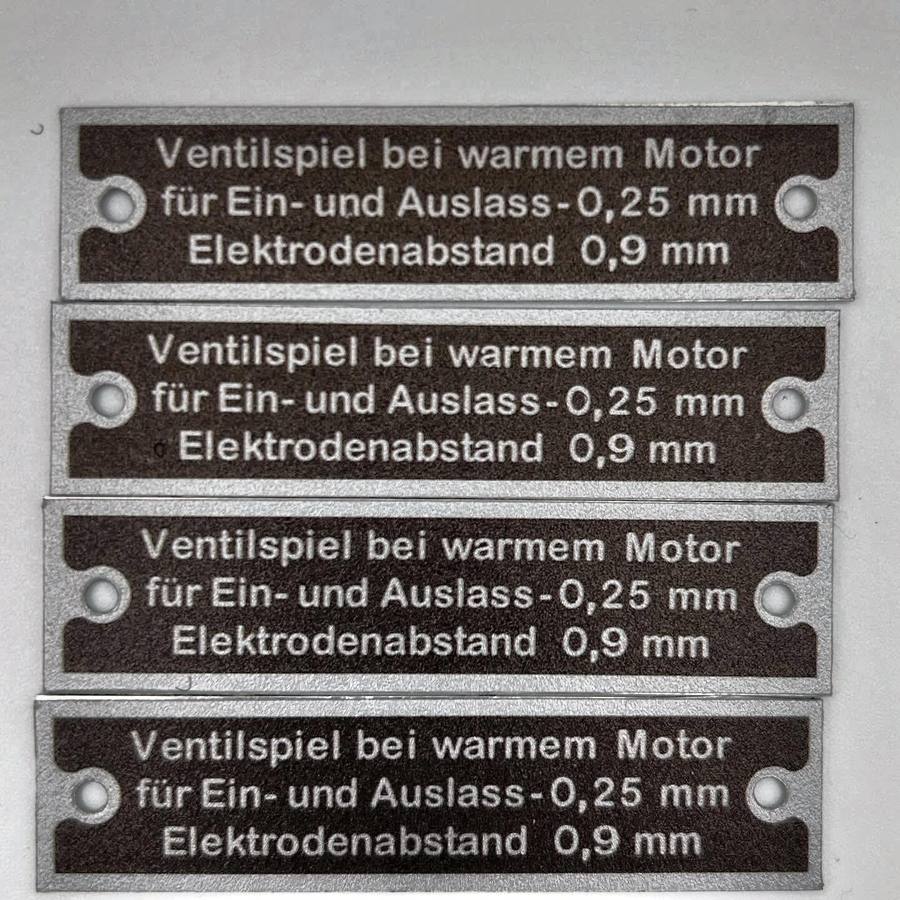 Ventilspiel bei warmem Motor
für Ein- und Auslass-0,25 mm
Elektrodenabstand 0,9 mm
Ventilspiel bei warmem Motor
für Ein- und Auslass-0,25 mm
Elektrodenabstand 0,9 mm
Ventilspiel bei warmem Motor
für Ein- und Auslass-0,25 mm
Elektrodenabstand 0,9 mm
Ventilspiel bei warmem Motor
für Ein- und Auslass-0,25 mm
Elektrodenabstand 0,9 mm